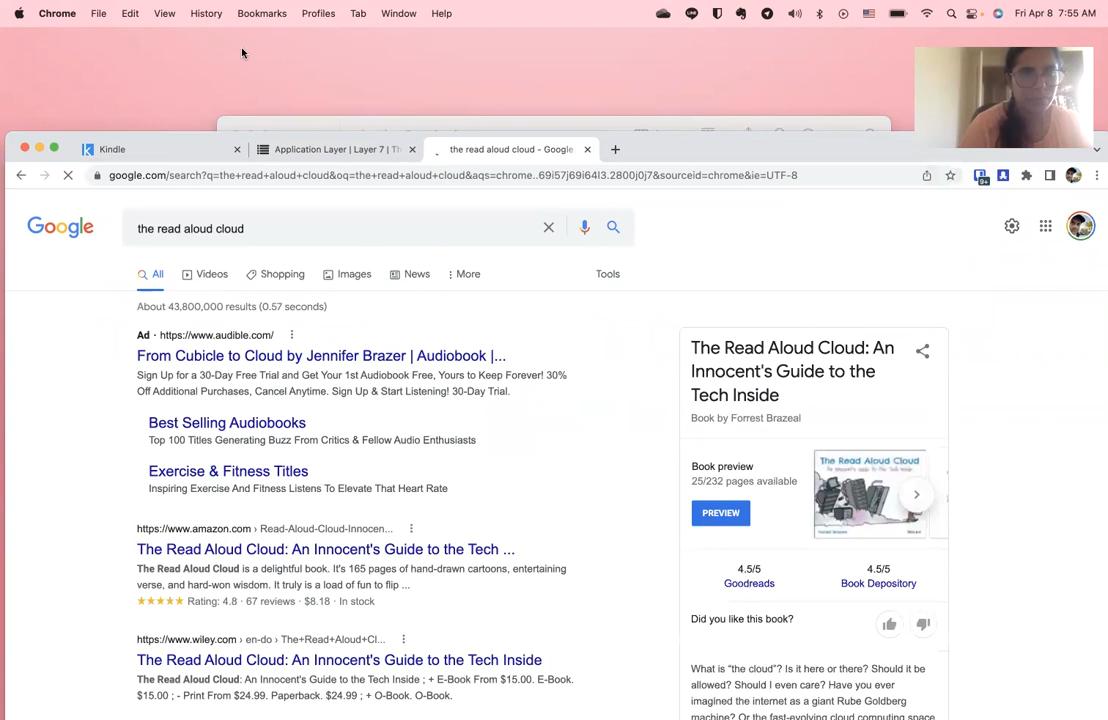 Chrome File Edit View History Bookmarks Profiles Tab Window Help Fri Apr 8 7:55 AM
Kindle Application Layer | Layer 7 | Th the read aloud cloud - Google
google.com/search?q=the+read+aloud+cloud&oq=the+read+aloud+cloud&aqs=chrome..69i57j69i64l3.2800j0j7&sourceid=chrome&ie=UTF-8
9+
Google
the read aloud cloud
All Videos Shopping Images News More Tools
About 43,800,000 results (0.57 seconds)
Ad · https://www.audible.com/
From Cubicle to Cloud by Jennifer Brazer | Audiobook |...
Sign Up for a 30-Day Free Trial and Get Your 1st Audiobook Free, Yours to Keep Forever! 30%
Off Additional Purchases, Cancel Anytime. Sign Up & Start Listening! 30-Day Trial.
Best Selling Audiobooks
Top 100 Titles Generating Buzz From Critics & Fellow Audio Enthusiasts
Exercise & Fitness Titles
Inspiring Exercise And Fitness Listens To Elevate That Heart Rate
https://www.amazon.com › Read-Aloud-Cloud-Innocen...
The Read Aloud Cloud: An Innocent's Guide to the Tech ...
The Read Aloud Cloud is a delightful book. It's 165 pages of hand-drawn cartoons, entertaining
verse, and hard-won wisdom. It truly is a load of fun to flip ...
Rating: 4.8 · 67 reviews · $8.18 · In stock
https://www.wiley.com › en-do › The+Read+Aloud+Cl...
The Read Aloud Cloud: An Innocent's Guide to the Tech Inside
The Read Aloud Cloud: An Innocent's Guide to the Tech Inside ; + E-Book From $15.00. E-Book.
$15.00 ; - Print From $24.99. Paperback. $24.99 ; + O-Book. O-Book.
The Read Aloud Cloud: An
Innocent's Guide to the
Tech Inside
Book by Forrest Brazeal
Book preview
25/232 pages available
PREVIEW
The Read Aloud Cloud
4.5/5 4.5/5
Goodreads Book Depository
Did you like this book?
What is “the cloud”? Is it here or there? Should it be
allowed? Should I even care? Have you ever
imagined the internet as a giant Rube Goldberg
machine? Or the fast-evolving cloud computing space